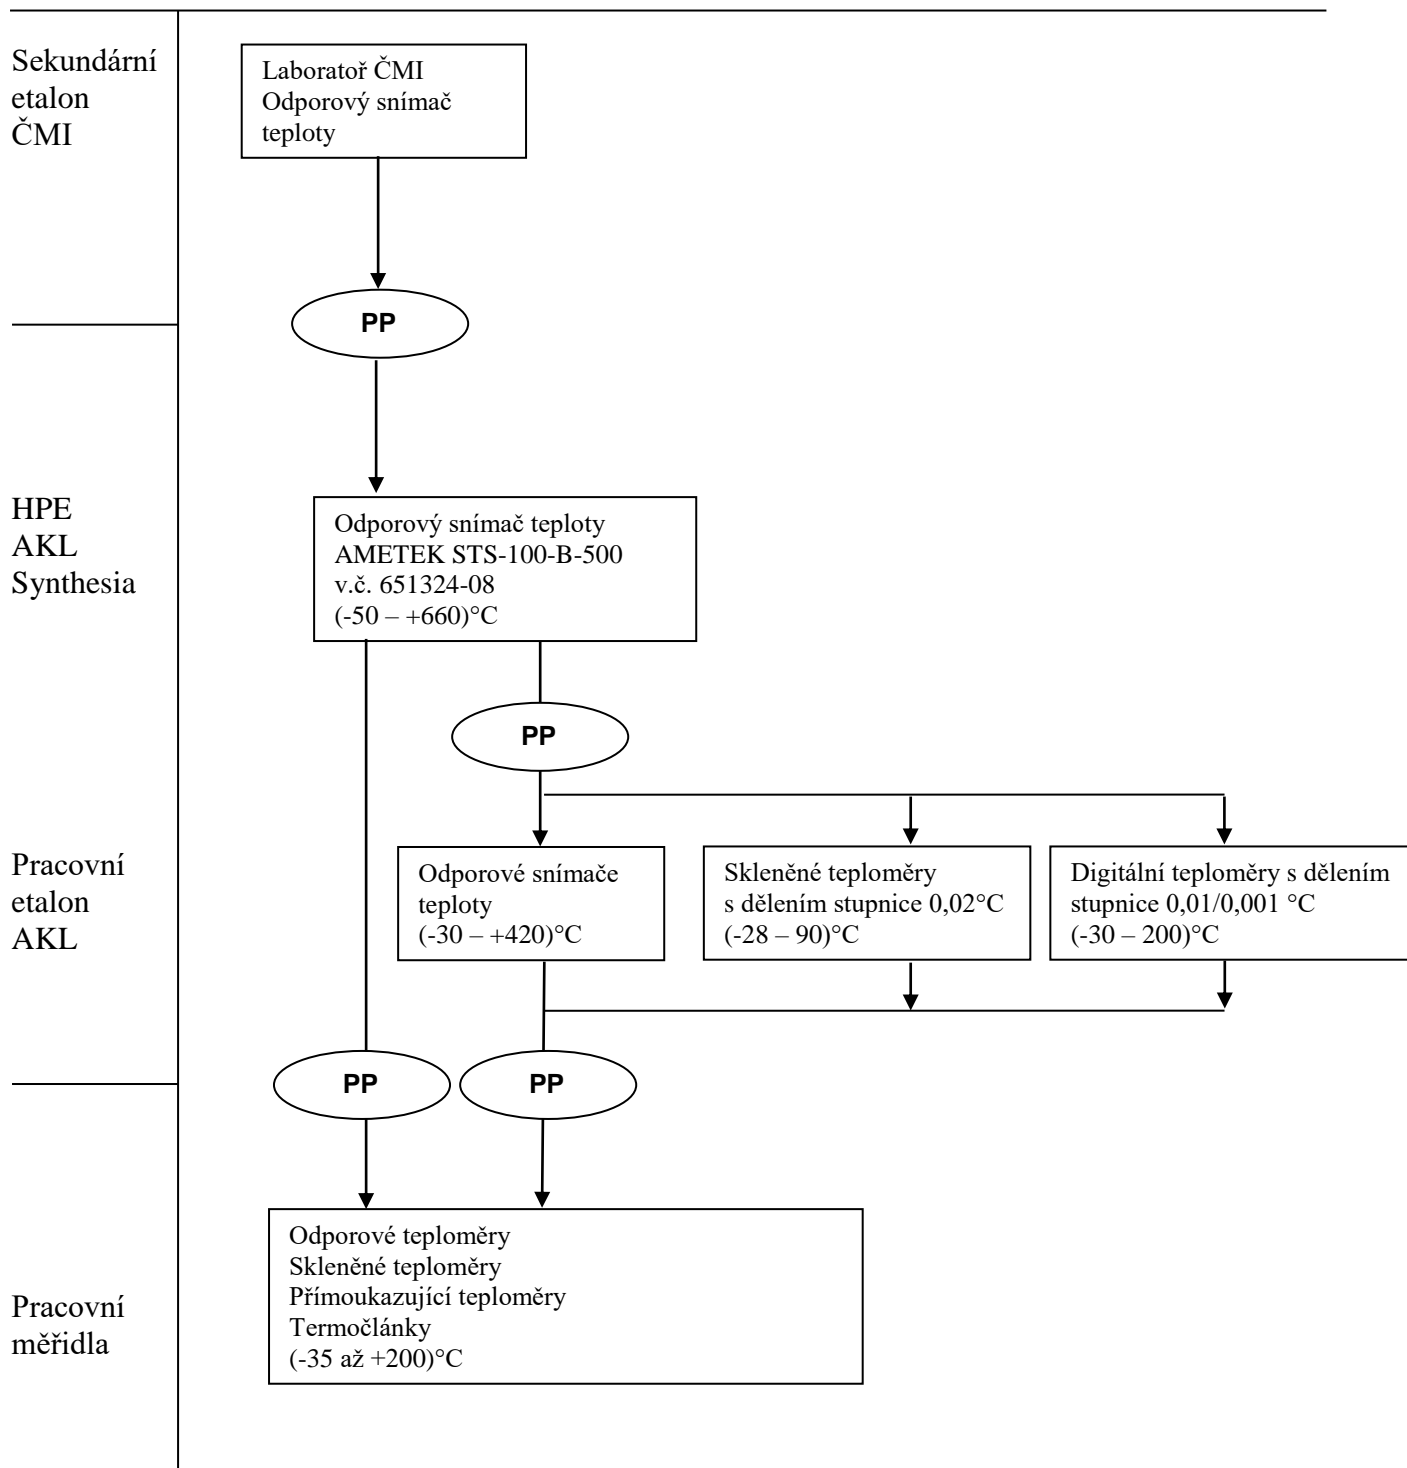 Sekundární
etalon
ČMI
Laboratoř ČMI
Odporový snímač
teploty
PP
HPE
AKL
Synthesia
Odporový snímač teploty
AMETEK STS-100-B-500
v.č. 651324-08
(-50 – +660)°C
PP
Pracovní
etalon
AKL
Odporové snímače
teploty
(-30 – +420)°C
Skleněné teploměry
s dělením stupnice 0,02°C
(-28 – 90)°C
Digitální teploměry s dělením
stupnice 0,01/0,001 °C
(-30 – 200)°C
PP
PP
Pracovní
měřidla
Odporové teploměry
Skleněné teploměry
Přímoukazující teploměry
Termočlánky
(-35 až +200)°C